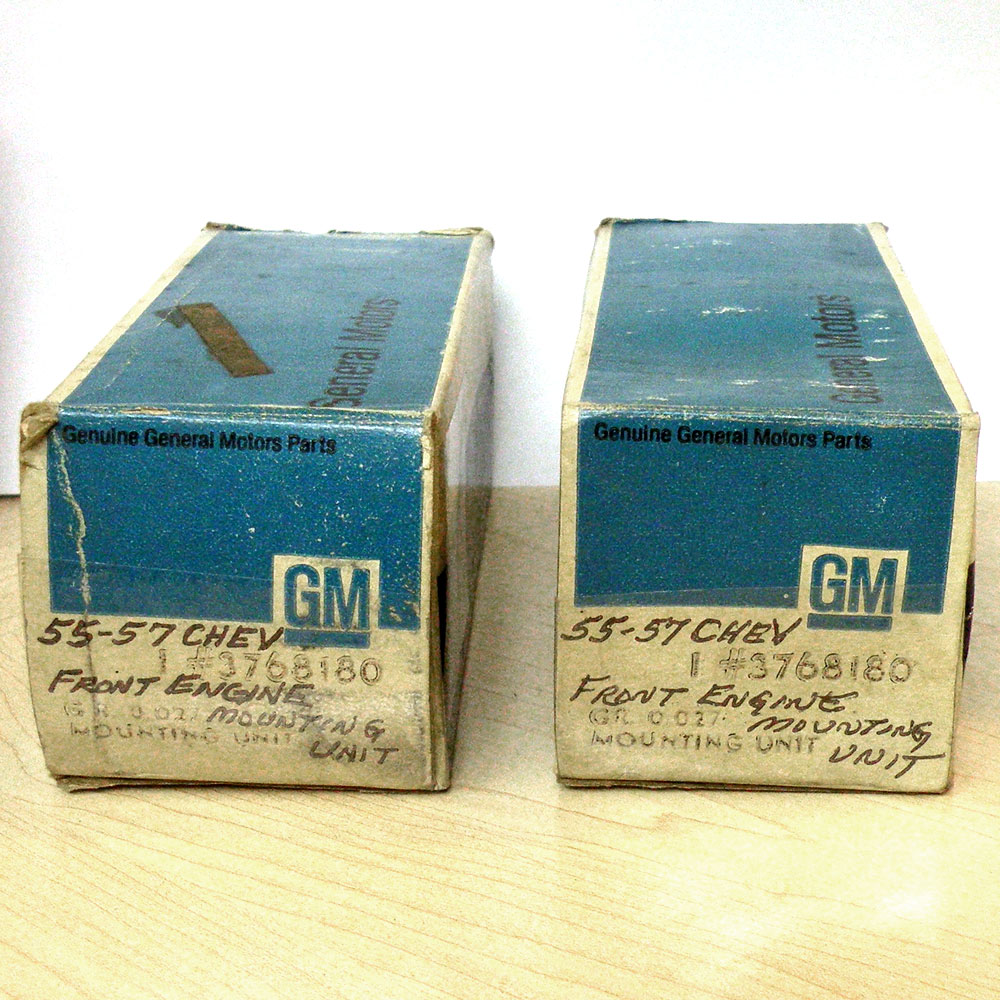 General Motors
Genuine General Motors Parts
GM
55-57 CHEV
1 #3768180
FRONT ENGINE
GR. 0.027 MOUNTING
MOUNTING UNIT
UNIT
General Motors
Genuine General Motors Parts
GM
55-57 CHEV
1 #3768180
FRONT ENGINE
GR. 0.027 MOUNTING
MOUNTING UNIT
UNIT